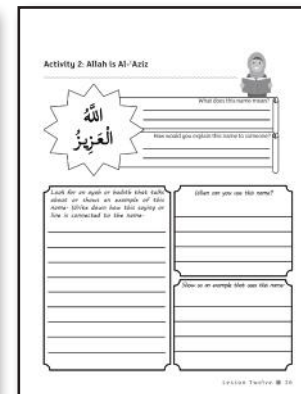 Activity 2: Allah is Al-'Aziz
What does this name mean?
اللَّهُ
الْعَزِيزُ
How would you explain this name to someone?
Look for an ayah or hadith that talks
about or shows an example of this
name. Write down how this saying or
line is connected to the name.
When can you use this name?
Show us an example that uses this name
Lesson Twelve